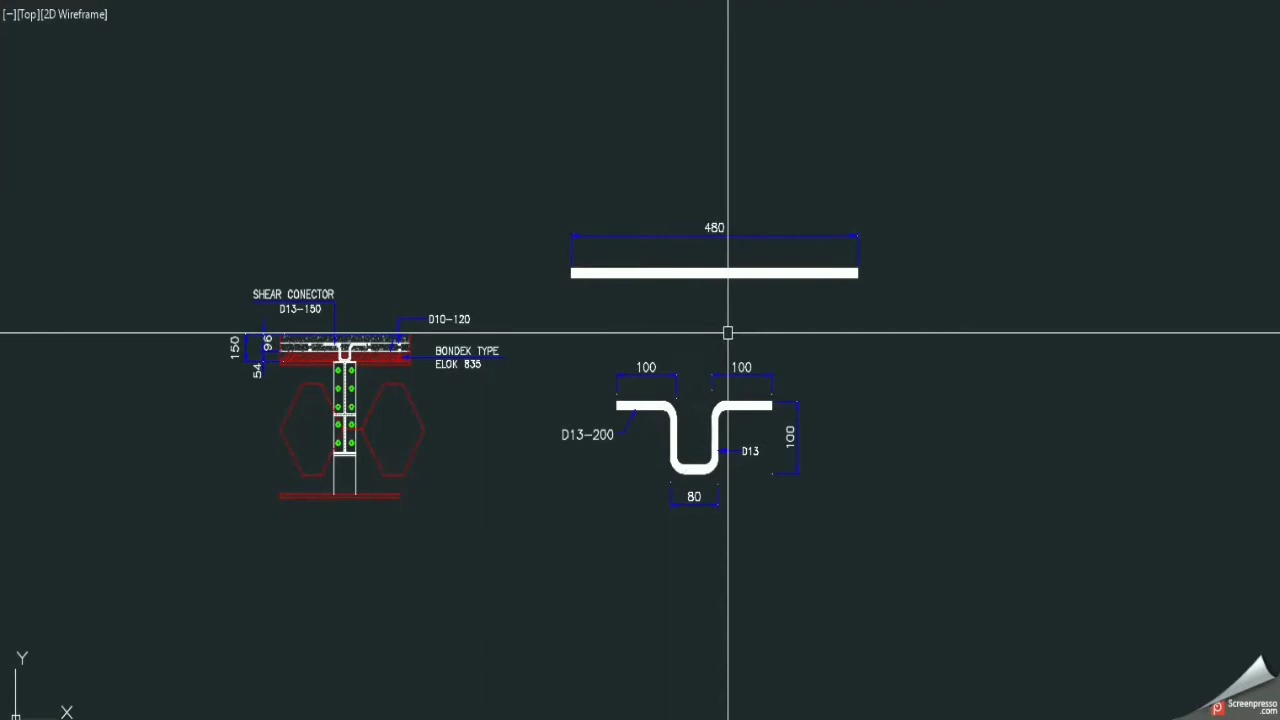 [−][Top][2D Wireframe]
480
SHEAR CONECTOR
D13-150
D10-120
150
96
54
BONDEX TYPE
ELOK 835
100
100
D13-200
D13
100
80
Y
X
Screenpresso
.com